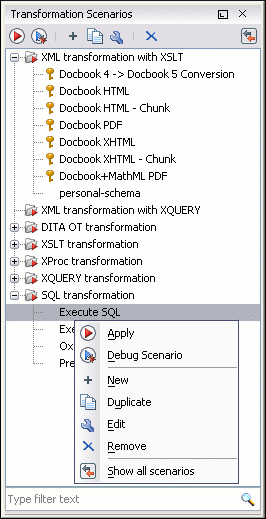 Transformation Scenarios
XML transformation with XSLT
Docbook 4 -> Docbook 5 Conversion
Docbook HTML
Docbook HTML - Chunk
Docbook PDF
Docbook XHTML
Docbook XHTML - Chunk
Docbook+MathML PDF
personal-schema
XML transformation with XQUERY
DITA OT transformation
XSLT transformation
XProc transformation
XQUERY transformation
SQL transformation
Execute SQL
Exe
Ox
Pre
Apply
Debug Scenario
New
Duplicate
Edit
Remove
Show all scenarios
Type filter text